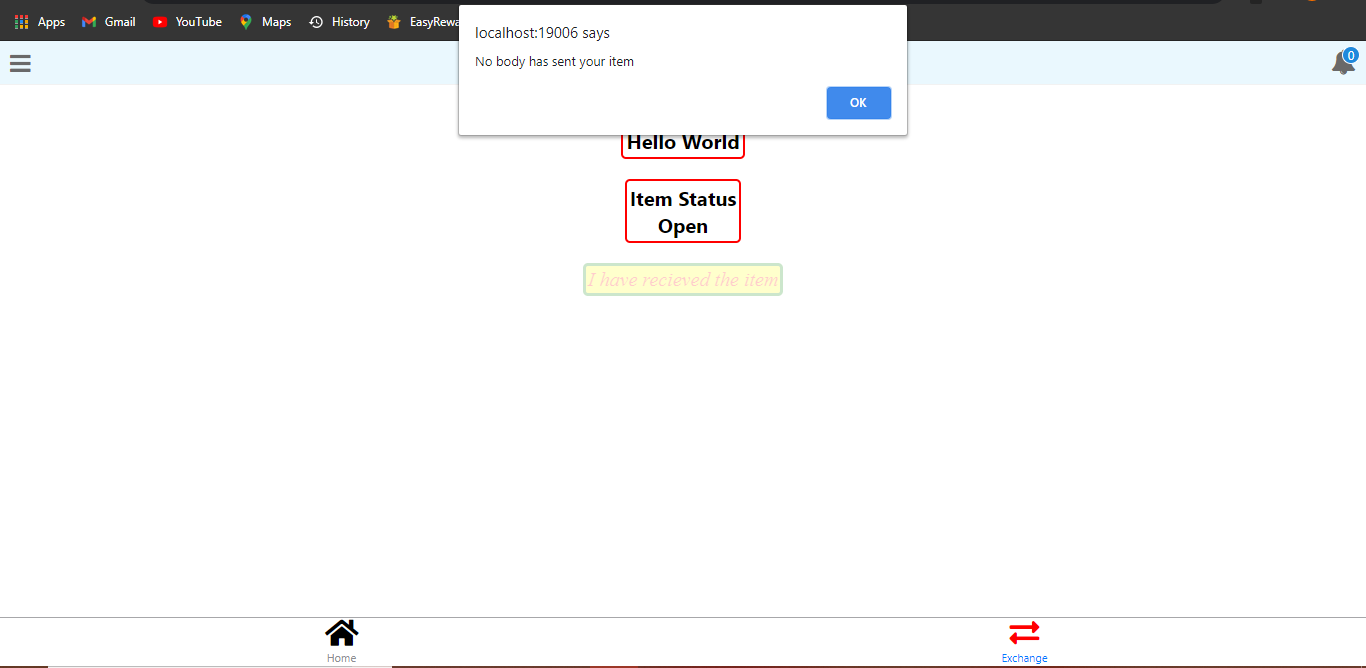 Apps Gmail YouTube Maps History EasyRewa
localhost:19006 says
No body has sent your item
OK
0
Hello World
Item Status
Open
I have recieved the item
Home Exchange